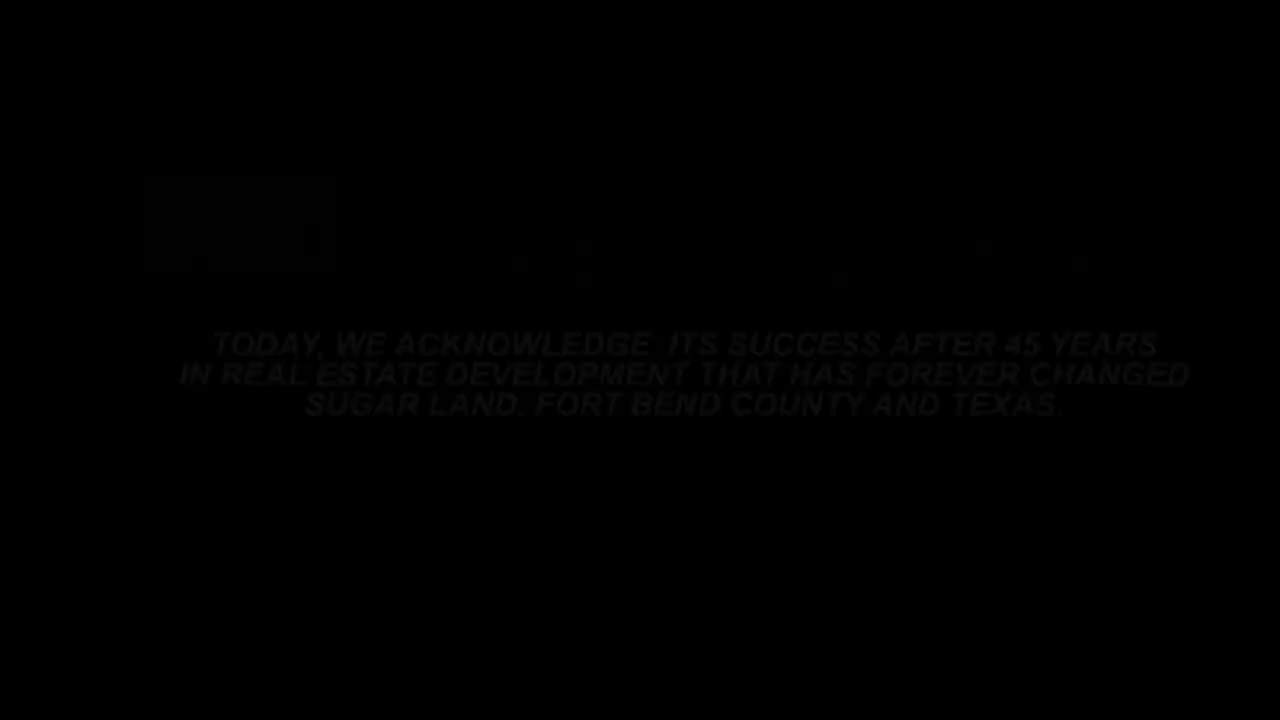 TODAY, WE ACKNOWLEDGE ITS SUCCESS AFTER 45 YEARS
IN REAL ESTATE DEVELOPMENT THAT HAS FOREVER CHANGED
SUGAR LAND, FORT BEND COUNTY AND TEXAS.